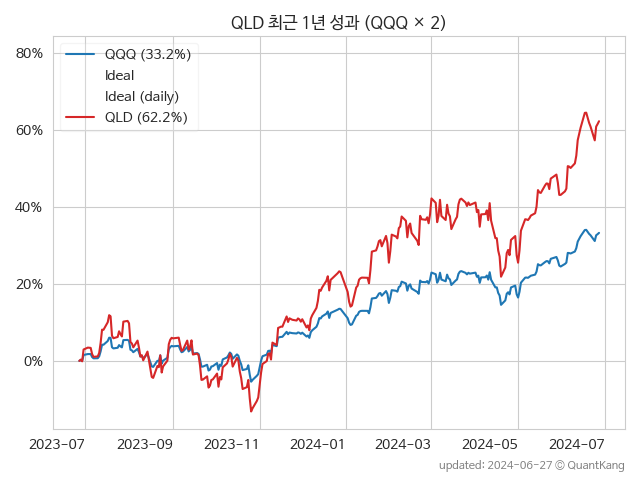 QLD 최근 1년 성과 (QQQ × 2)
80%
60%
40%
20%
0%
QQQ (33.2%)
Ideal
Ideal (daily)
QLD (62.2%)
2023-07
2023-09
2023-11
2024-01
2024-03
2024-05
2024-07
updated: 2024-06-27 © QuantKang